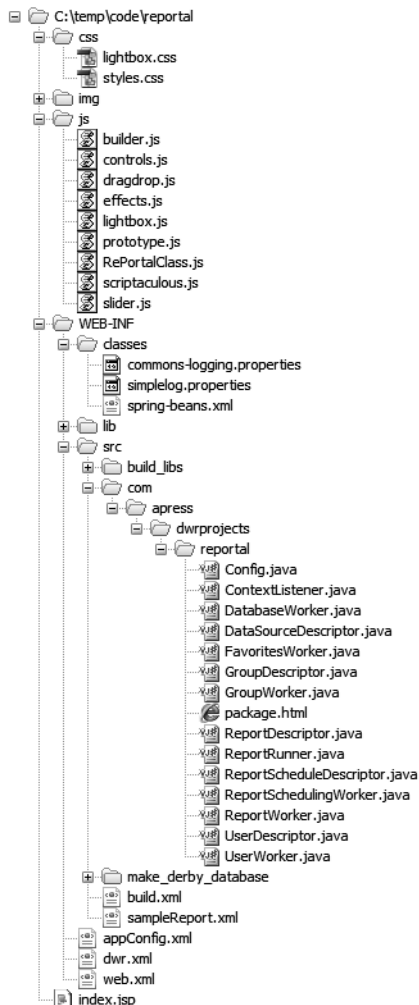 C:\temp\code\reportal
css
lightbox.css
styles.css
img
js
builder.js
controls.js
dragdrop.js
effects.js
lightbox.js
prototype.js
RePortalClass.js
scriptaculous.js
slider.js
WEB-INF
classes
commons-logging.properties
simplelog.properties
spring-beans.xml
lib
src
build_libs
com
apress
dwrprojects
reportal
Config.java
ContextListener.java
DatabaseWorker.java
DataSourceDescriptor.java
FavoritesWorker.java
GroupDescriptor.java
GroupWorker.java
package.html
ReportDescriptor.java
ReportRunner.java
ReportScheduleDescriptor.java
ReportSchedulingWorker.java
ReportWorker.java
UserDescriptor.java
UserWorker.java
make_derby_database
build.xml
sampleReport.xml
appConfig.xml
dwr.xml
web.xml
index.jsp